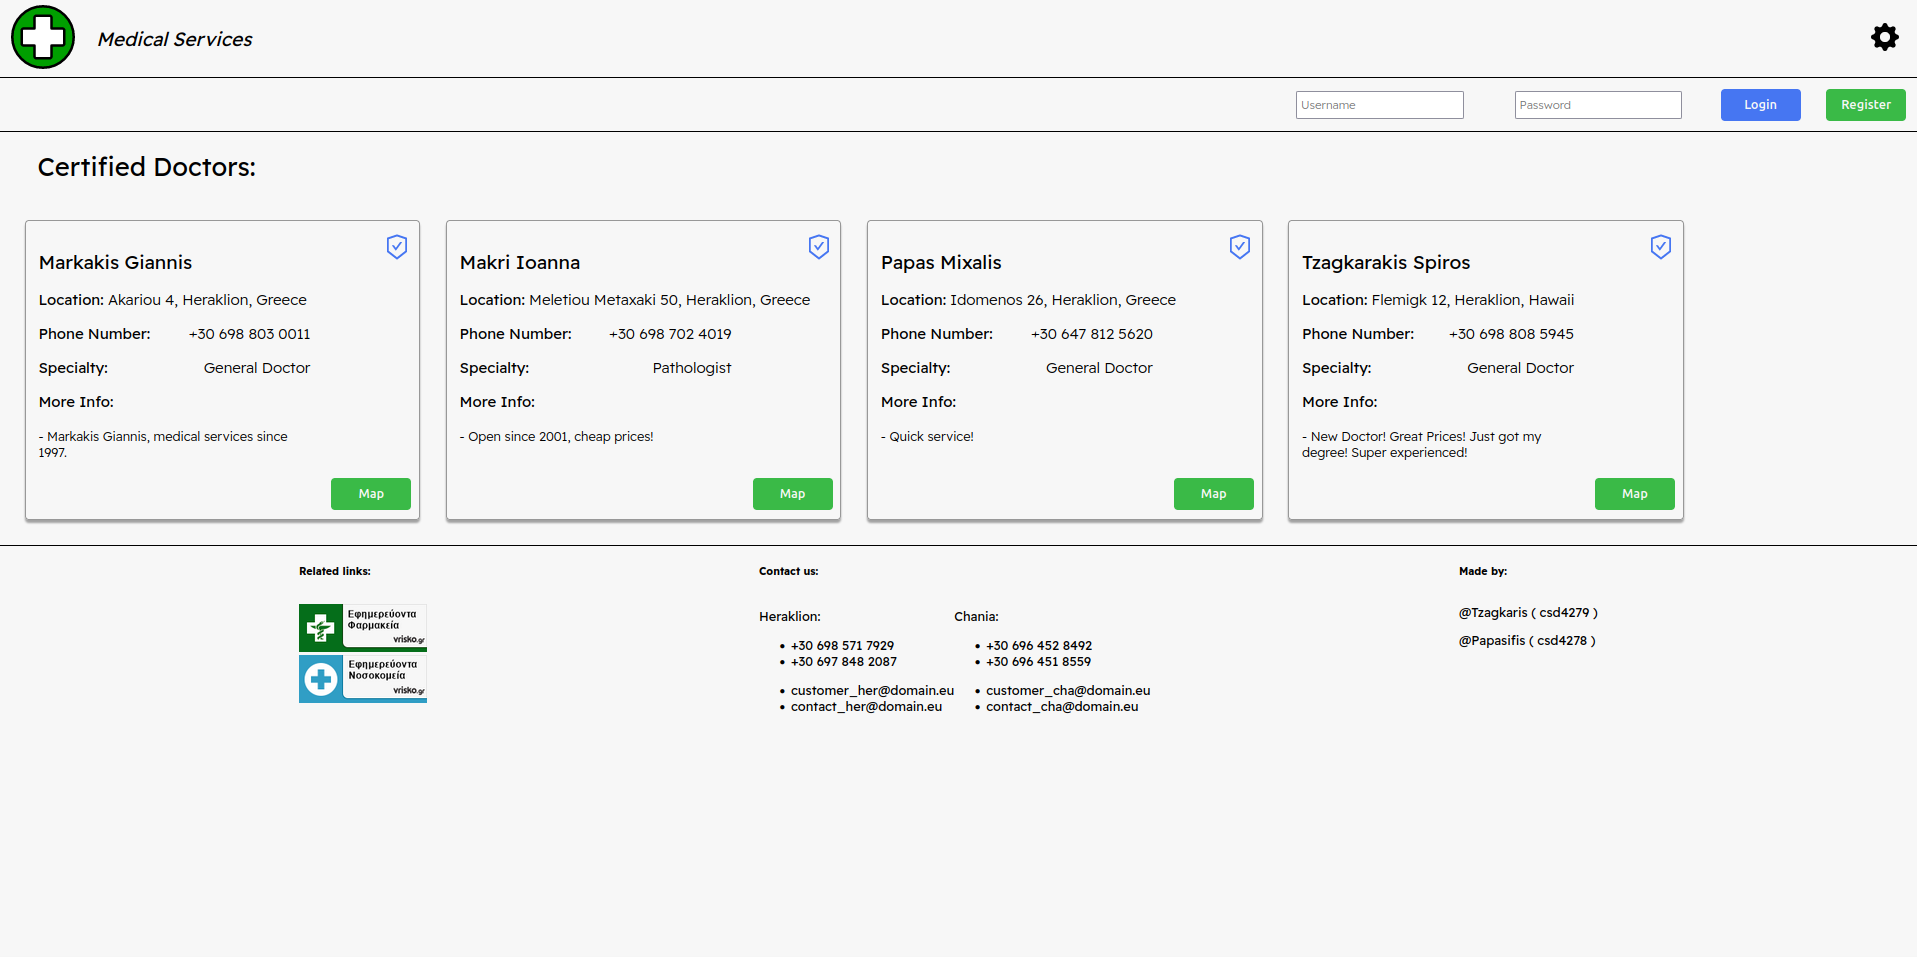 Medical Services
Username
Password
Login
Register
Certified Doctors:
Markakis Giannis
Location: Akariou 4, Heraklion, Greece
Phone Number: +30 698 803 0011
Specialty: General Doctor
More Info:
- Markakis Giannis, medical services since
1997.
Map
Makri Ioanna
Location: Meletiou Metaxaki 50, Heraklion, Greece
Phone Number: +30 698 702 4019
Specialty: Pathologist
More Info:
- Open since 2001, cheap prices!
Map
Papas Mixalis
Location: Idomenos 26, Heraklion, Greece
Phone Number: +30 647 812 5620
Specialty: General Doctor
More Info:
- Quick service!
Map
Tzagkarakis Spiros
Location: Flemigk 12, Heraklion, Hawaii
Phone Number: +30 698 808 5945
Specialty: General Doctor
More Info:
- New Doctor! Great Prices! Just got my
degree! Super experienced!
Map
Related links:
Εφημερεύοντα
Φαρμακεία
vrisko.gr
Εφημερεύοντα
Νοσοκομεία
vrisko.gr
Contact us:
Heraklion:
• +30 698 571 7929
• +30 697 848 2087
• customer_her@domain.eu
• contact_her@domain.eu
Chania:
• +30 696 452 8492
• +30 696 451 8559
• customer_cha@domain.eu
• contact_cha@domain.eu
Made by:
@Tzagkaris ( csd4279 )
@Papasifis ( csd4278 )